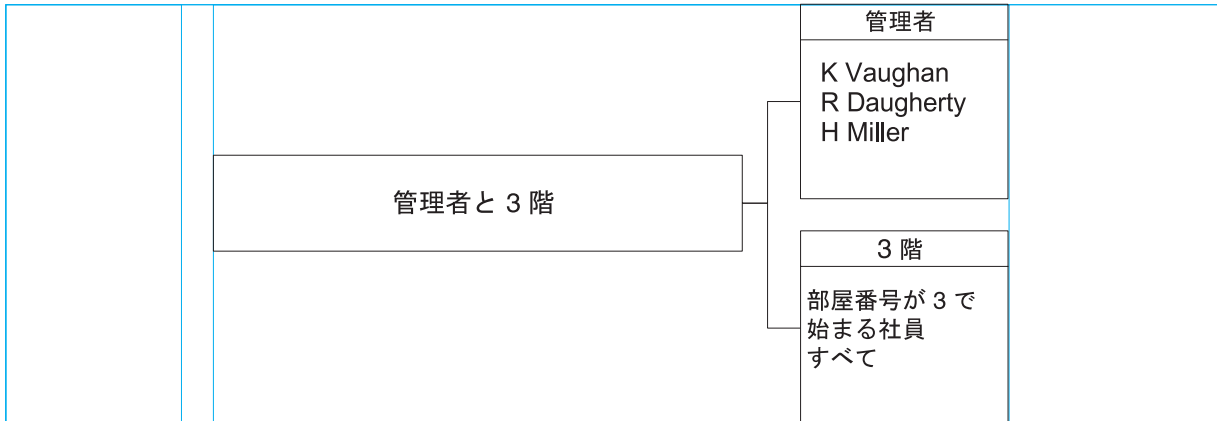 管理者
K Vaughan
R Daugherty
H Miller
管理者と 3 階
3 階
部屋番号が 3 で
始まる社員
すべて